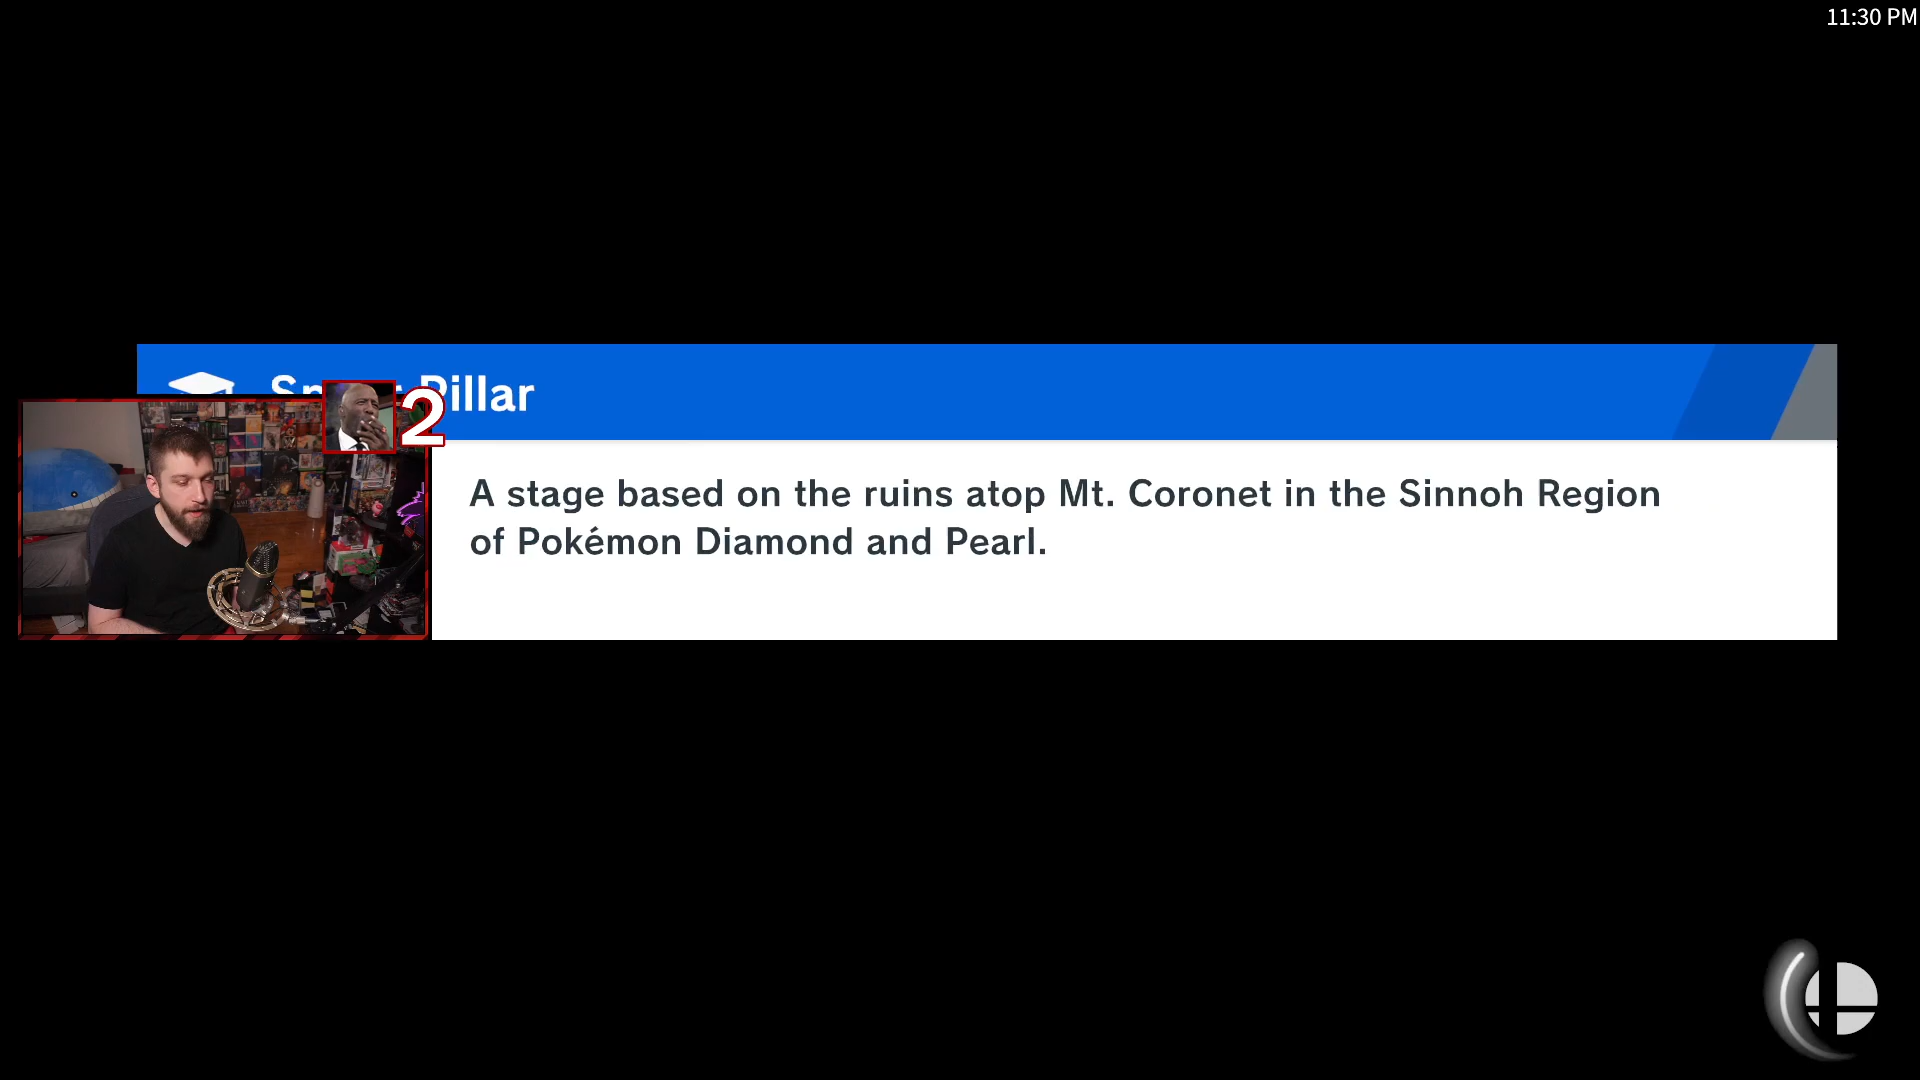 11:30 PM
Pillar
2
A stage based on the ruins atop Mt. Coronet in the Sinnoh Region
of Pokémon Diamond and Pearl.